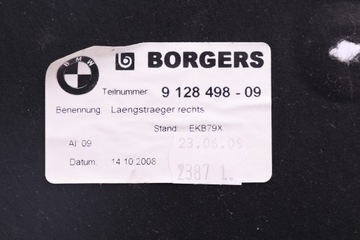 BMW BORGERS
Teilnummer: 9 128 498 - 09
Benennung: Laengstraeger rechts
Stand: EKB79X
AI 09 23.06.09
Datum: 14.10.2008 2387 1.